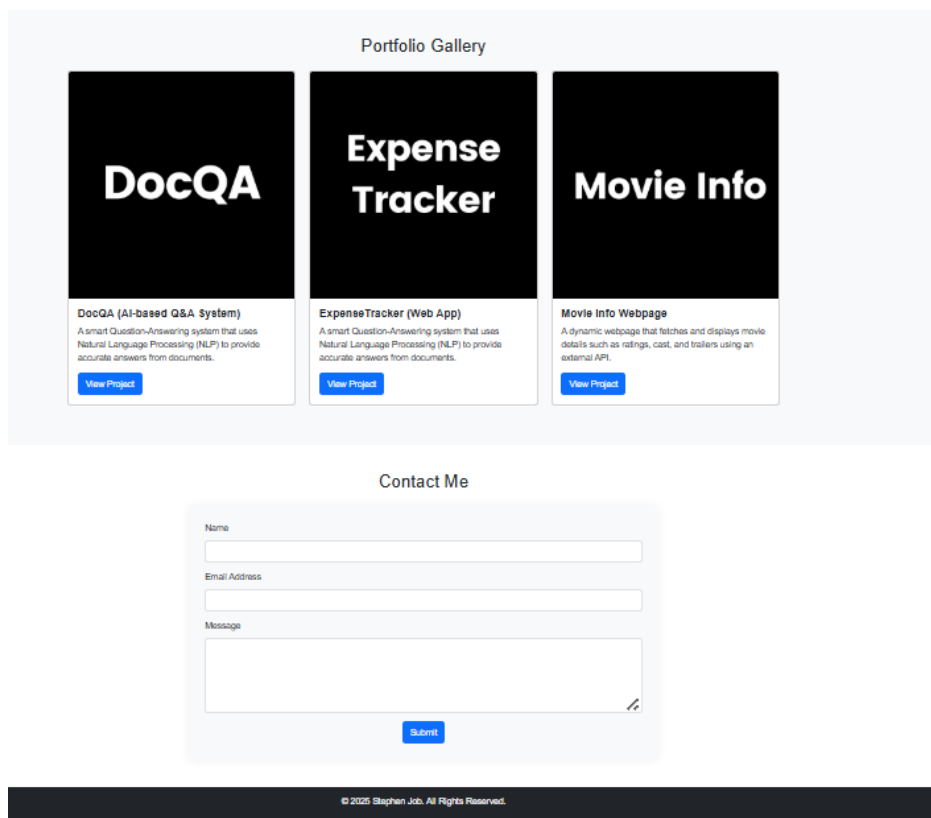 Portfolio Gallery
DocQA
Expense
Tracker
Movie Info
DocQA (AI-based Q&A System)
A smart Question-Answering system that uses
Natural Language Processing (NLP) to provide
accurate answers from documents.
View Project
ExpenseTracker (Web App)
A smart Question-Answering system that uses
Natural Language Processing (NLP) to provide
accurate answers from documents.
View Project
Movie Info Webpage
A dynamic webpage that fetches and displays movie
details such as ratings, cast, and trailers using an
external API.
View Project
Contact Me
Name
Email Address
Message
Submit
© 2025 Stephen Job. All Rights Reserved.